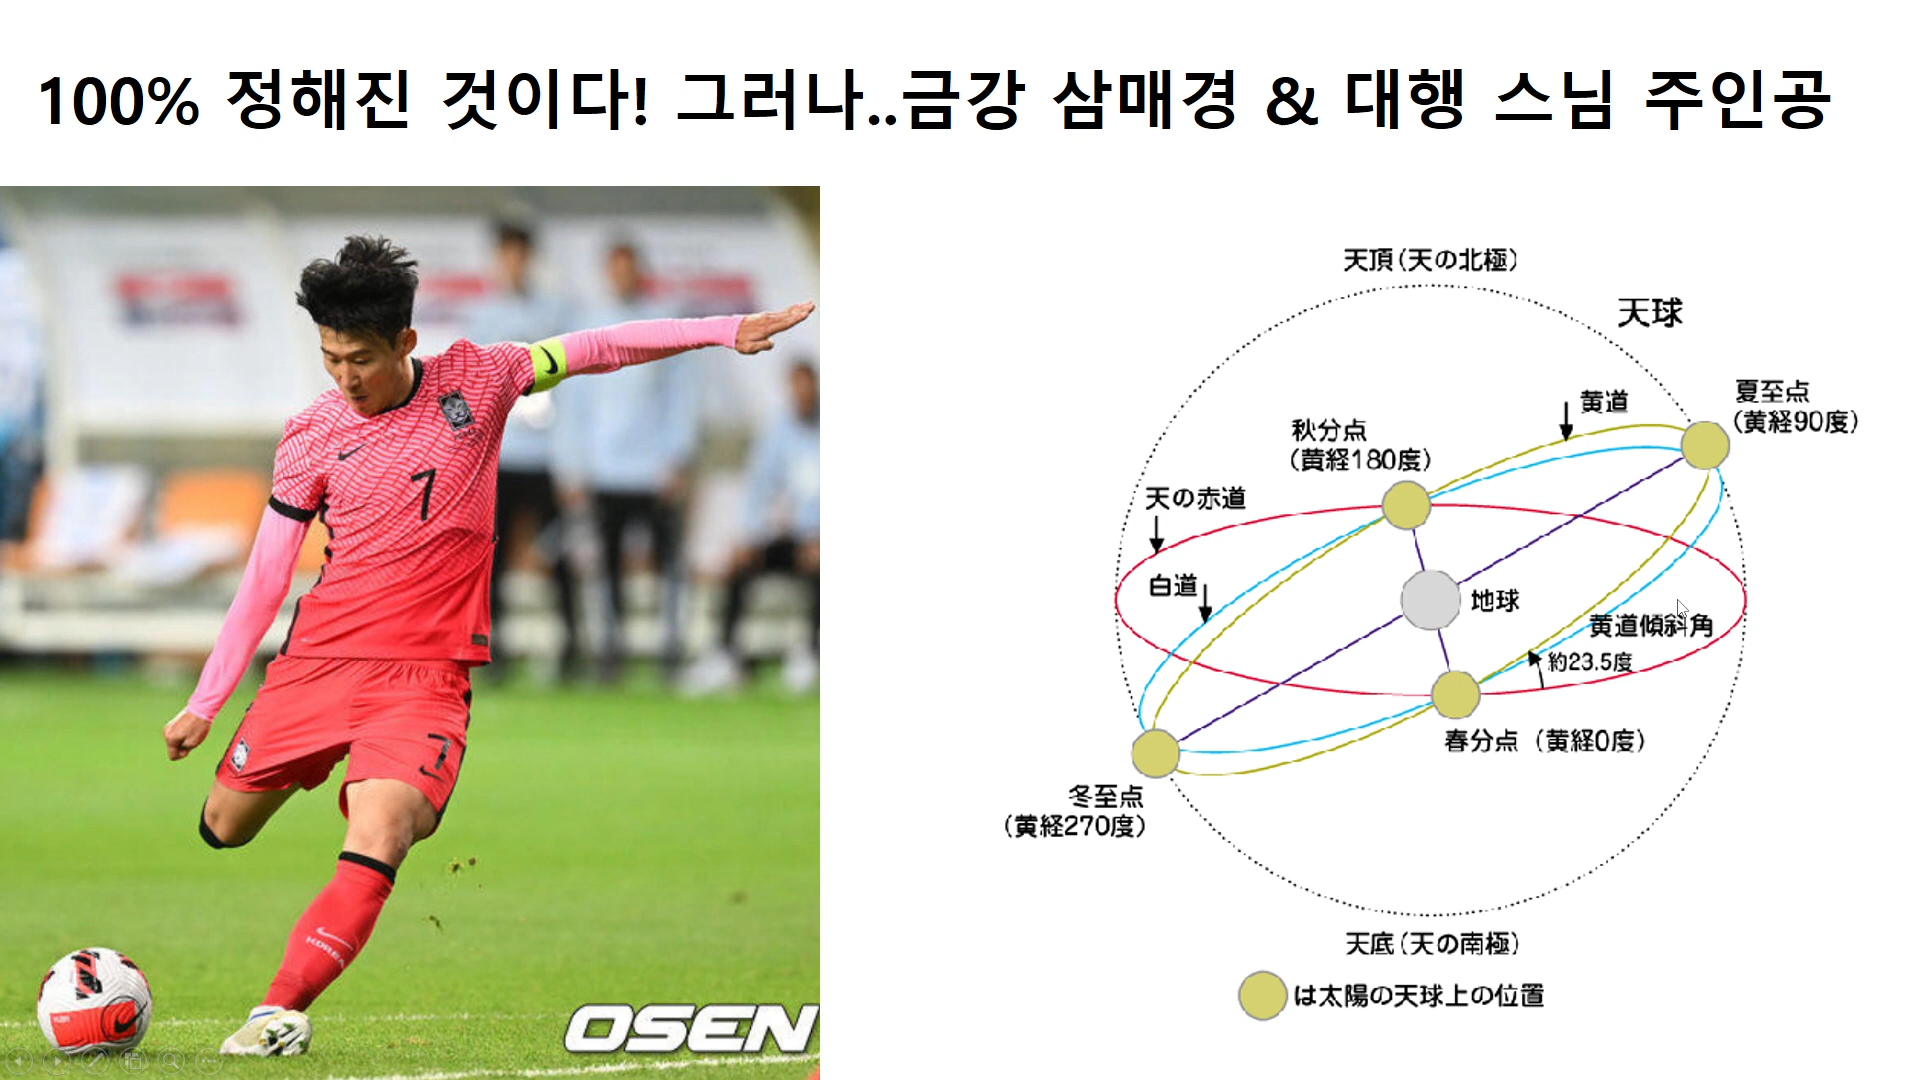 100% 정해진 것이다! 그러나..금강 삼매경 & 대행 스님 주인공
7
7
KOREA
OSEN
天頂(天の北極)
天球
夏至点
(黄経90度)
黄道
秋分点
(黄経180度)
天の赤道
白道
地球
黄道傾斜角
約23.5度
春分点 (黄経0度)
冬至点
(黄経270度)
天底(天の南極)
は太陽の天球上の位置